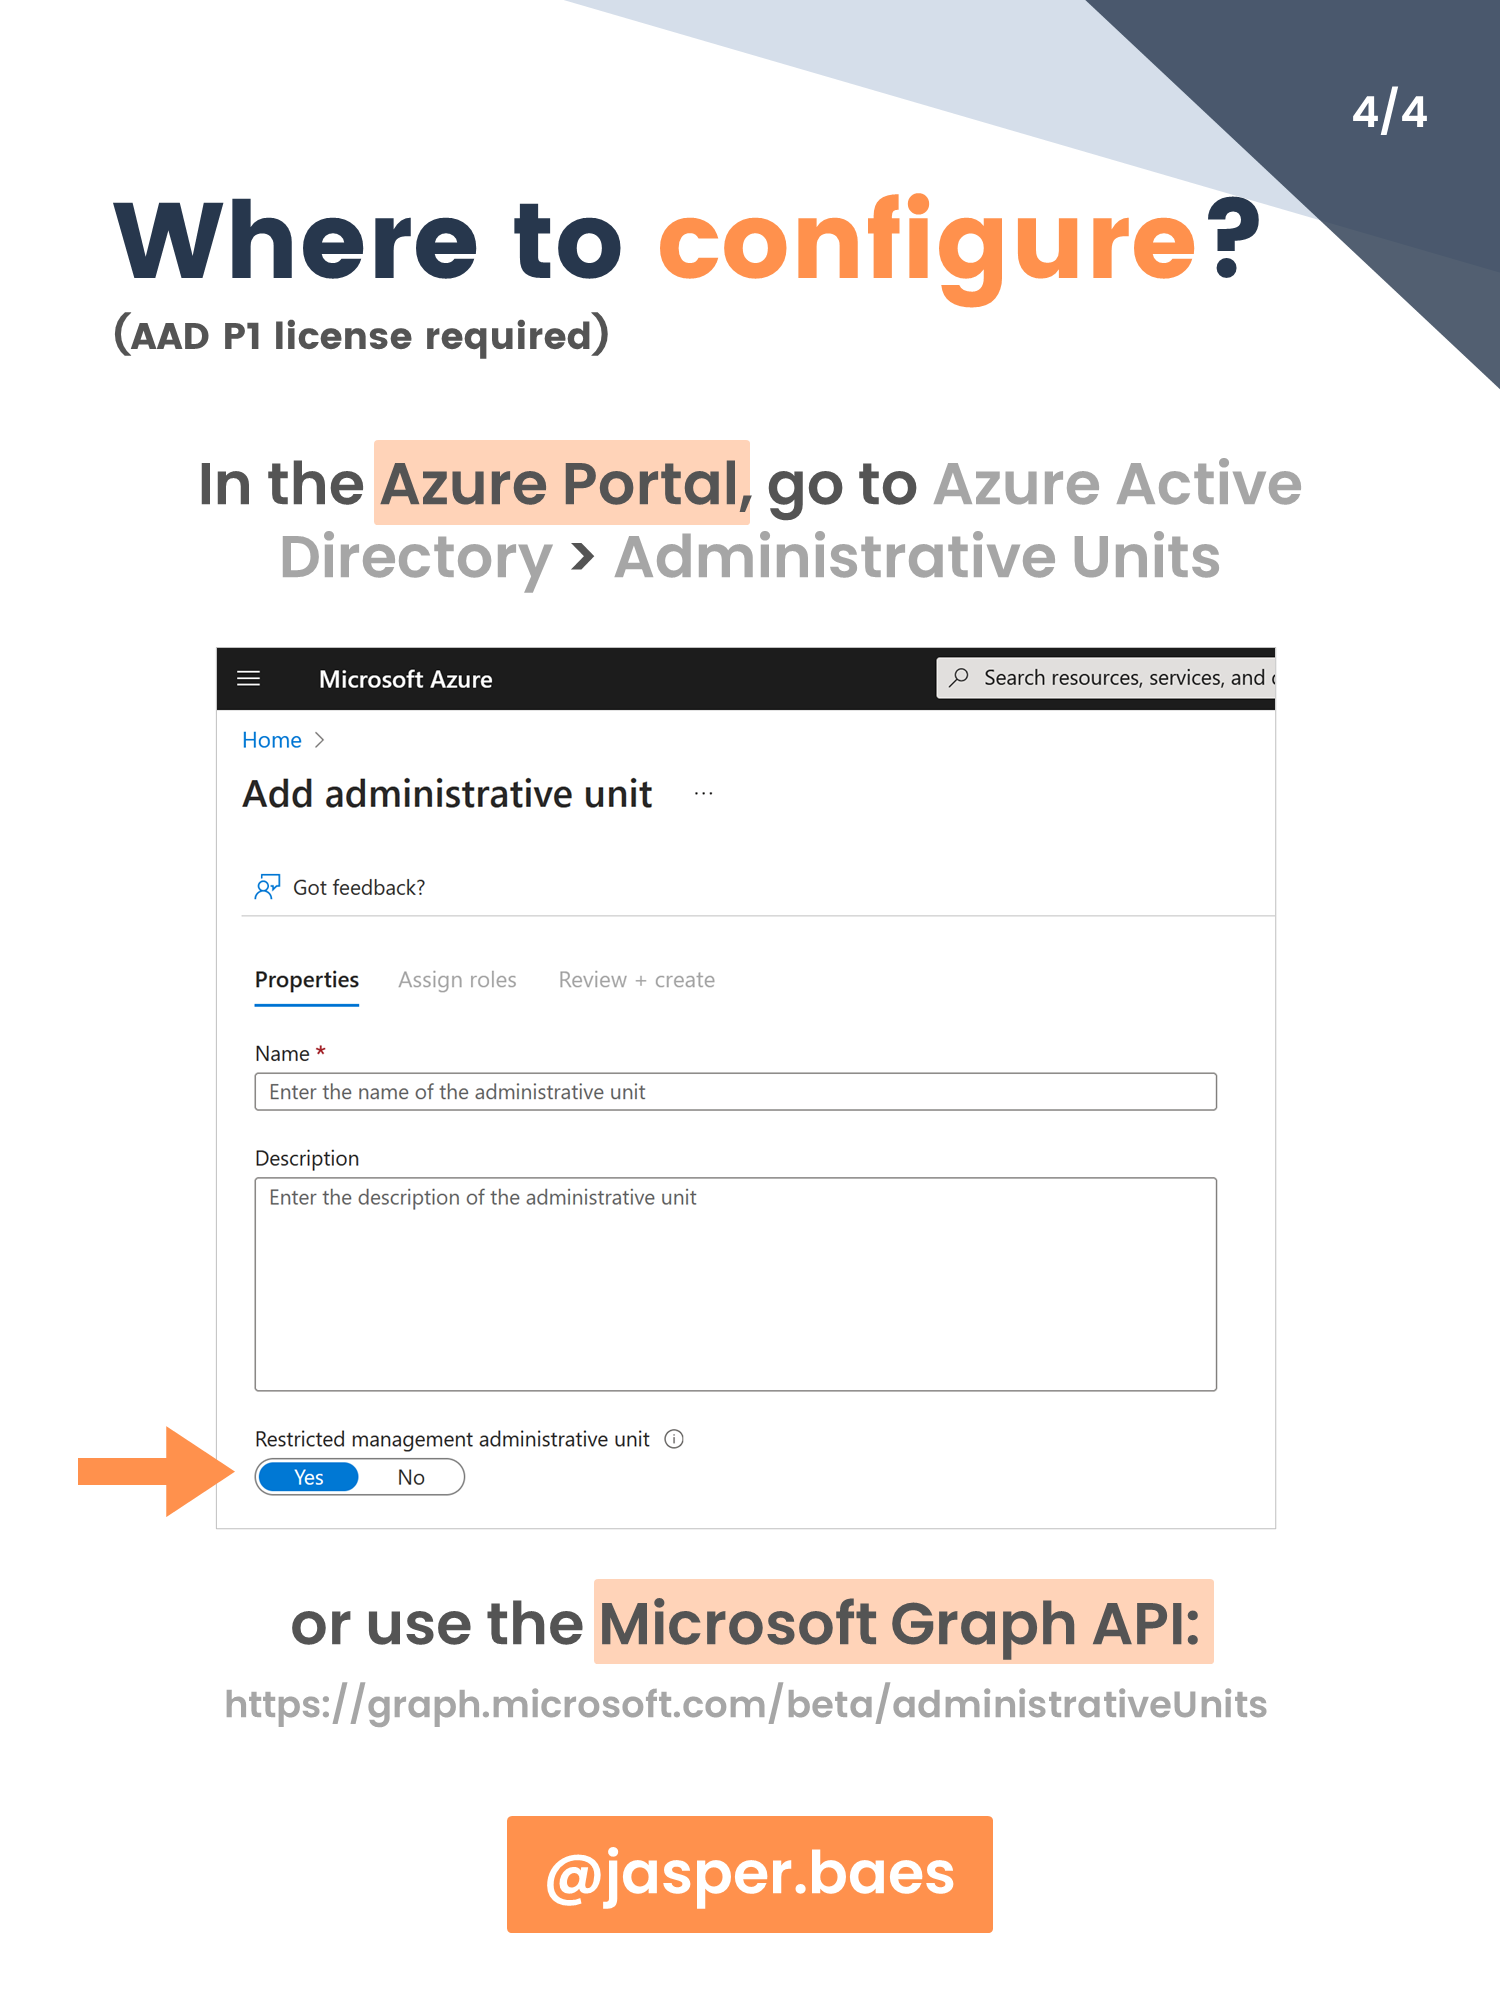 4/4
Where to configure?
(AAD P1 license required)
In the Azure Portal, go to Azure Active
Directory > Administrative Units
Microsoft Azure
Search resources, services, and
Home
Add administrative unit ...
Got feedback?
Properties Assign roles Review + create
Name *
Enter the name of the administrative unit
Description
Enter the description of the administrative unit
Restricted management administrative unit
Yes No
or use the Microsoft Graph API:
https://graph.microsoft.com/beta/administrativeUnits
@jasper.baes